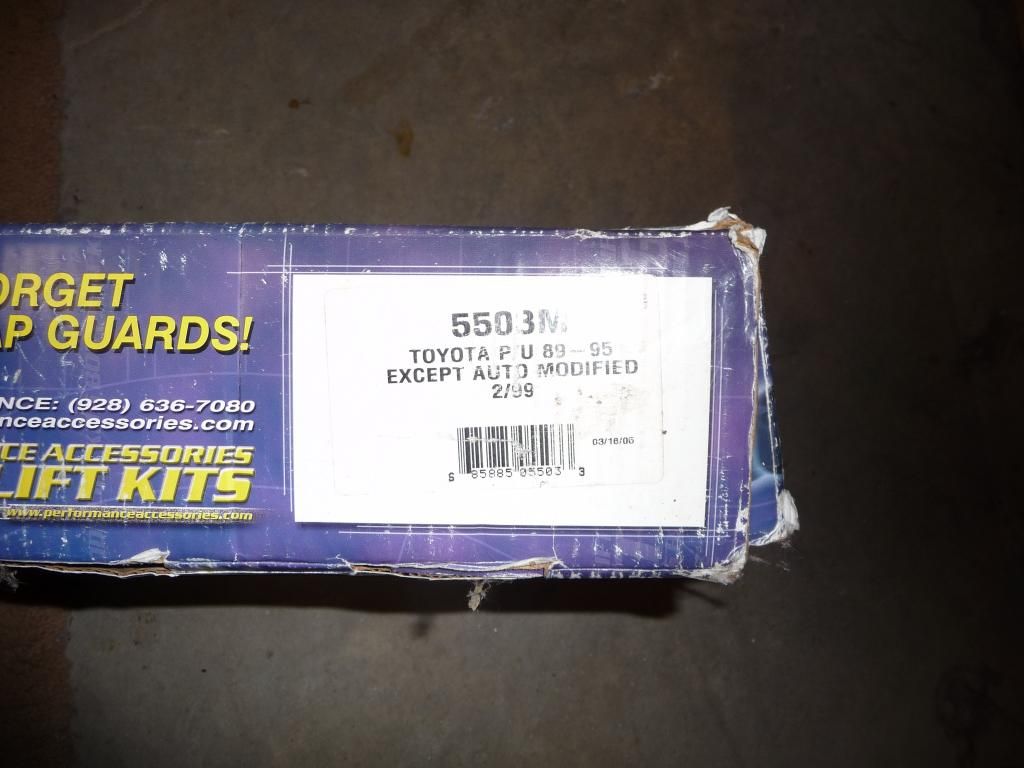 ORGET
AP GUARDS!
NCE: (928) 636-7080
nceaccessories.com
CE ACCESSORIES
LIFT KITS
www.performanceaccessories.com
5503M
TOYOTA P/U 89-95
EXCEPT AUTO MODIFIED
2/99
03/16/06
6 85885 05503 3